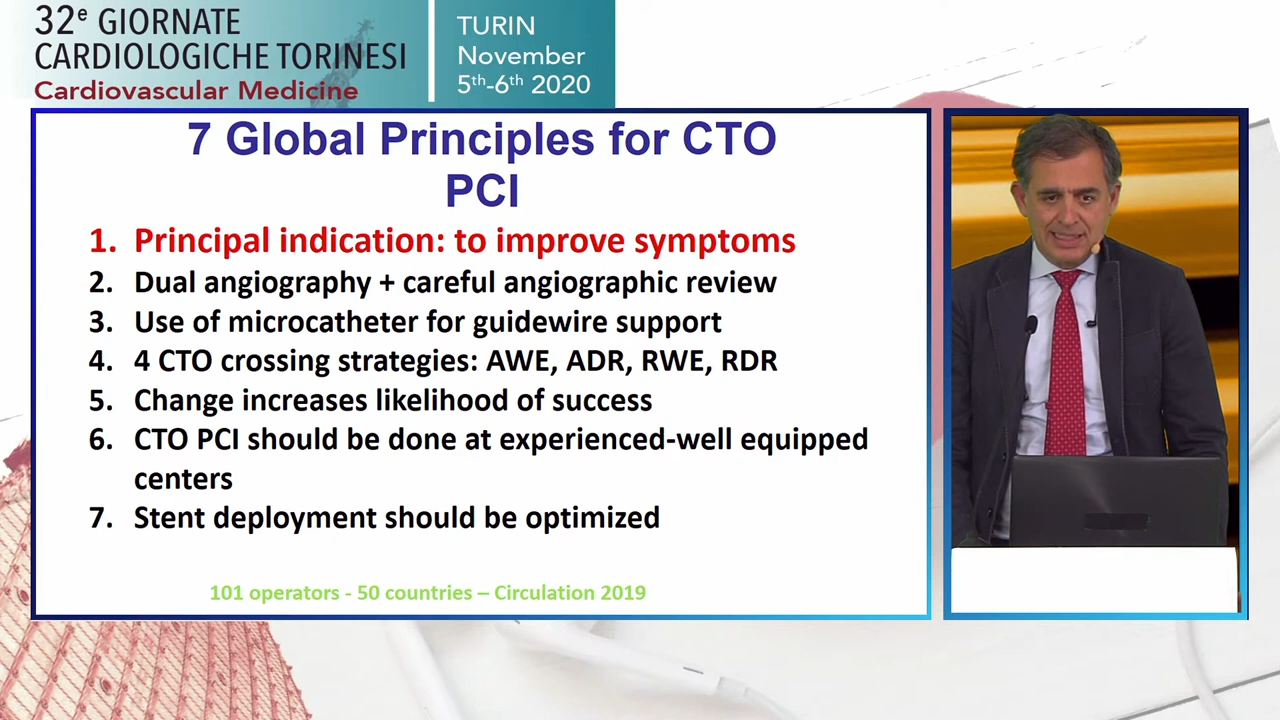 32e GIORNATE
CARDIOLOGICHE TORINESI
Cardiovascular Medicine
TURIN
November
5th-6th 2020
7 Global Principles for CTO
PCI
1. Principal indication: to improve symptoms
2. Dual angiography + careful angiographic review
3. Use of microcatheter for guidewire support
4. 4 CTO crossing strategies: AWE, ADR, RWE, RDR
5. Change increases likelihood of success
6. CTO PCI should be done at experienced-well equipped
centers
7. Stent deployment should be optimized
101 operators - 50 countries – Circulation 2019